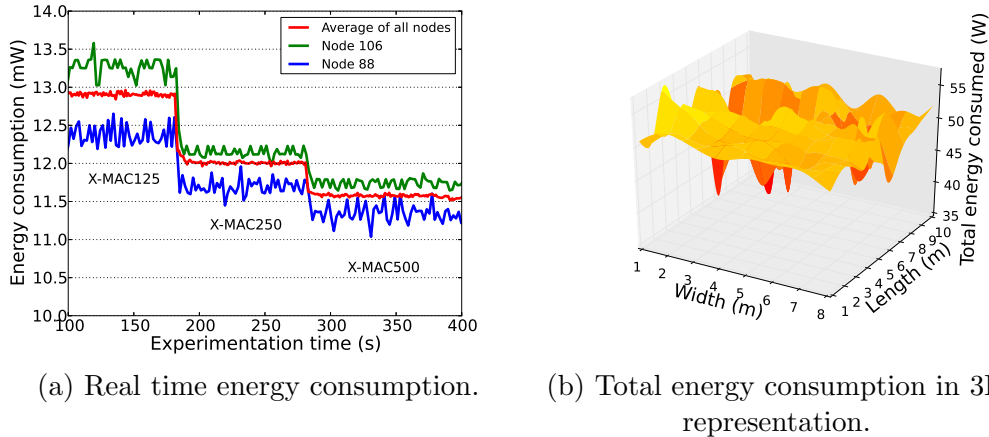 14.0
13.5
13.0
12.5
12.0
11.5
11.0
10.5
10.0
Energy consumption (mW)
Average of all nodes
Node 106
Node 88
X-MAC125
X-MAC250
X-MAC500
100 150 200 250 300 350 400
Experimentation time (s)
(a) Real time energy consumption.
55
50
45
40
35
Total energy consumed (W)
1 2 3 4 5 6 7 8
Width (m)
1 2 3 4 5 6 7 8 9 10
Length (m)
(b) Total energy consumption in 3D
representation.